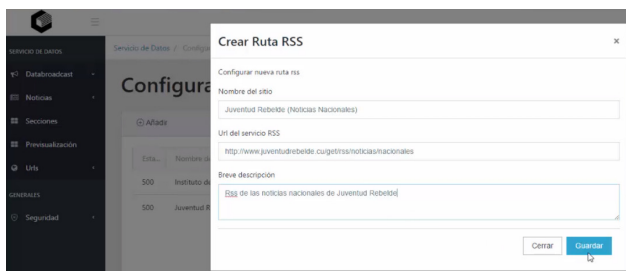 Crear Ruta RSS
×
SERVICIO DE DATOS
Servicio de Datos /
Configurar nueva ruta rss
Databroadcast
Nombre del sitio
Noticias
Juventud Rebelde (Noticias Nacionales)
Secciones
Añadir
Url del servicio RSS
Previsualización
http://www.juventudrebelde.cu/get/rss/noticias/nacionales
Urls
Esta...
Nombre
Breve descripción
GENERALES
500
Instituto
Rss de las noticias nacionales de Juventud Rebelde
Seguridad
500
Juventud
Cerrar
Guardar